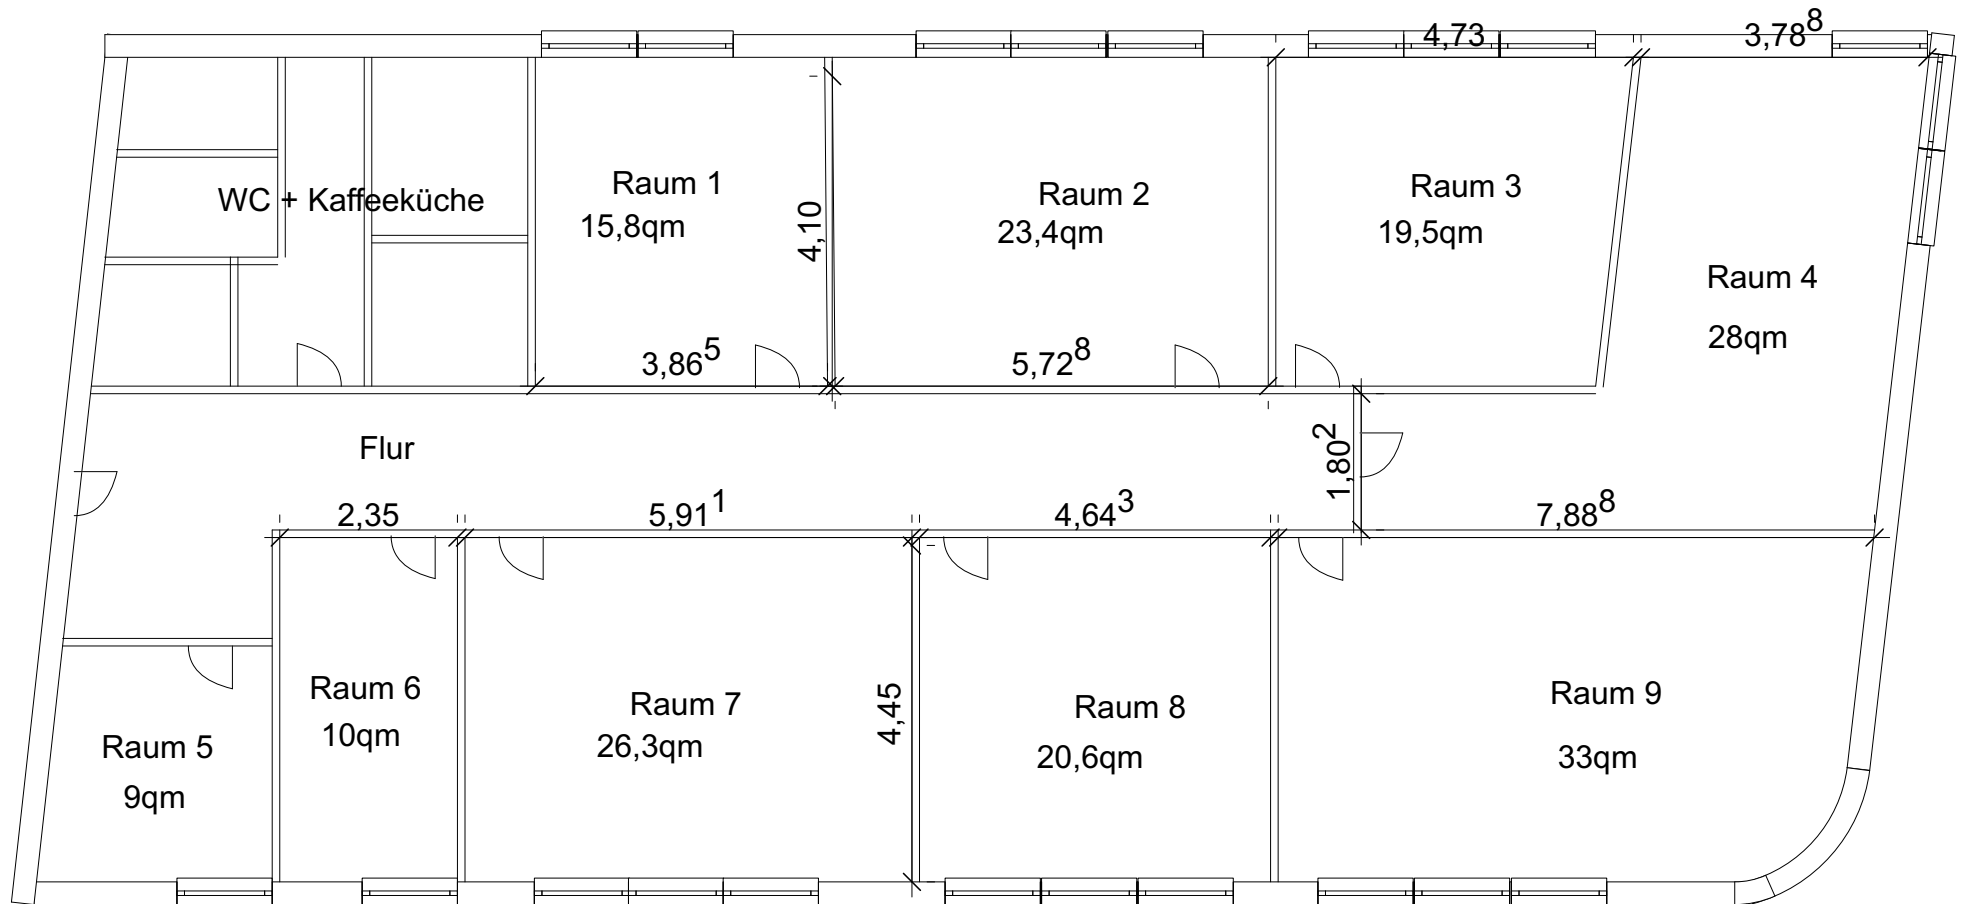 4,73
3,78⁸
Raum 1
15,8qm
4,10
3,86⁵
Raum 2
23,4qm
5,72⁸
Raum 3
19,5qm
Raum 4
28qm
WC + Kaffeeküche
Flur
1,80²
2,35
5,91¹
4,64³
7,88⁸
Raum 5
9qm
Raum 6
10qm
Raum 7
26,3qm
4,45
Raum 8
20,6qm
Raum 9
33qm